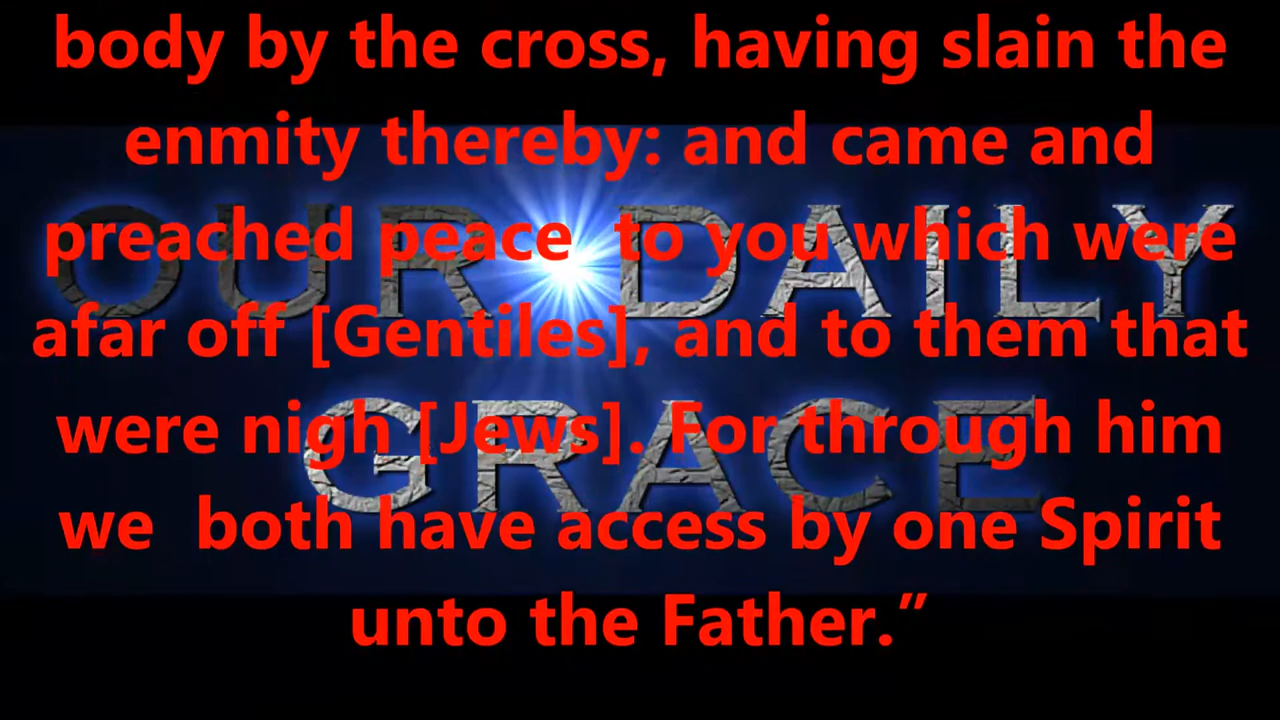 body by the cross, having slain the
enmity thereby: and came and
preached peace  to you which were
afar off [Gentiles], and to them that
were nigh [Jews]. For through him
we  both have access by one Spirit
unto the Father.”
OUR DAILY
GRACE